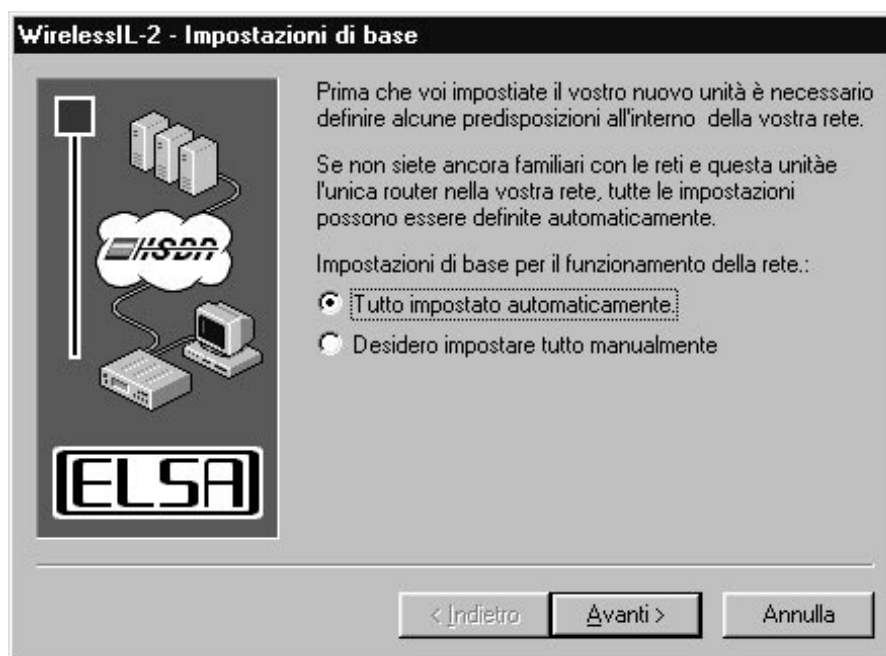 WirelessIL-2 - Impostazioni di base
Prima che voi impostiate il vostro nuovo unità è necessario
definire alcune predisposizioni all'interno della vostra rete.
Se non siete ancora familiari con le reti e questa unitàe
l'unica router nella vostra rete, tutte le impostazioni
possono essere definite automaticamente.
Impostazioni di base per il funzionamento della rete.:
Tutto impostato automaticamente.
Desidero impostare tutto manualmente
ISDN
ELSA
< Indietro
Avanti >
Annulla